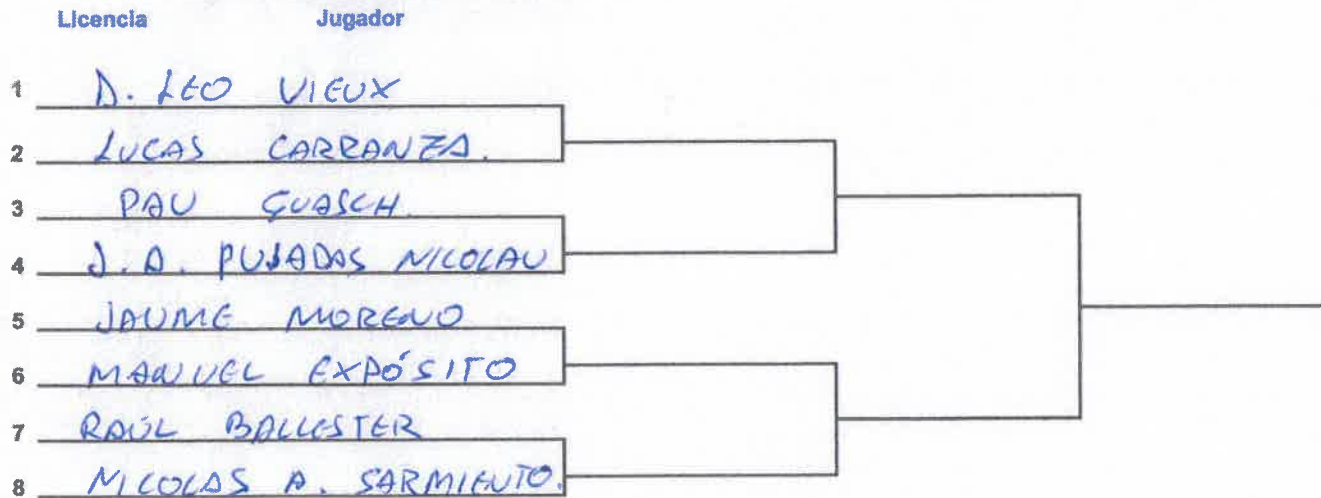 Licencia Jugador
1 D. LEO VIEUX
2 LUCAS CARRANZA.
3 PAU GUASCH.
4 J.A. PUJADAS NICOLAU
5 JAUME MORENO
6 MANUEL EXPÓSITO
7 RAÚL BALLESTER
8 NICOLAS A. SARMIENTO.